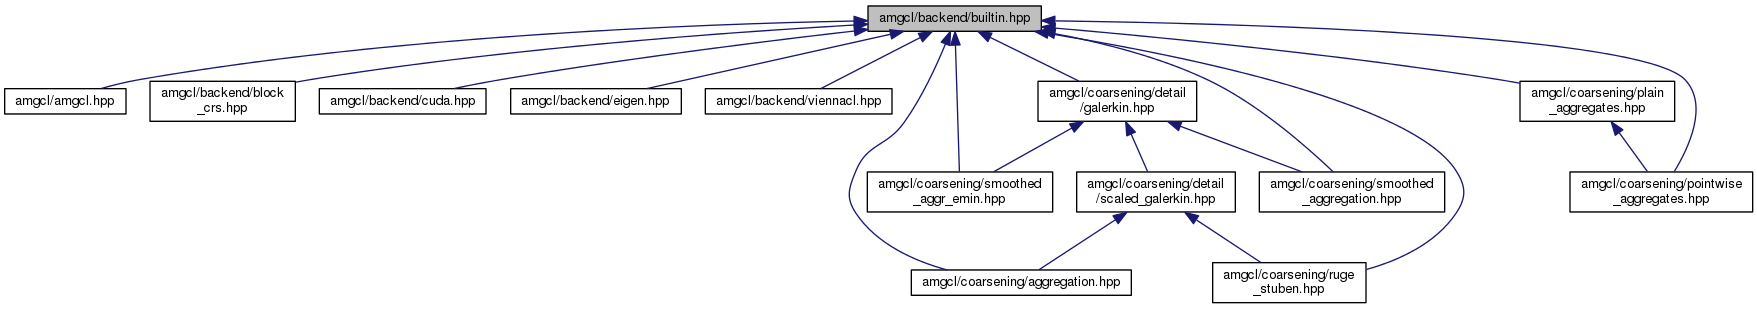 amgcl/backend/builtin.hpp
amgcl/amgcl.hpp
amgcl/backend/block
_crs.hpp
amgcl/backend/cuda.hpp
amgcl/backend/eigen.hpp
amgcl/backend/viennacl.hpp
amgcl/coarsening/detail
/galerkin.hpp
amgcl/coarsening/plain
_aggregates.hpp
amgcl/coarsening/smoothed
_aggr_emin.hpp
amgcl/coarsening/detail
/scaled_galerkin.hpp
amgcl/coarsening/smoothed
_aggregation.hpp
amgcl/coarsening/pointwise
_aggregates.hpp
amgcl/coarsening/aggregation.hpp
amgcl/coarsening/ruge
_stuben.hpp